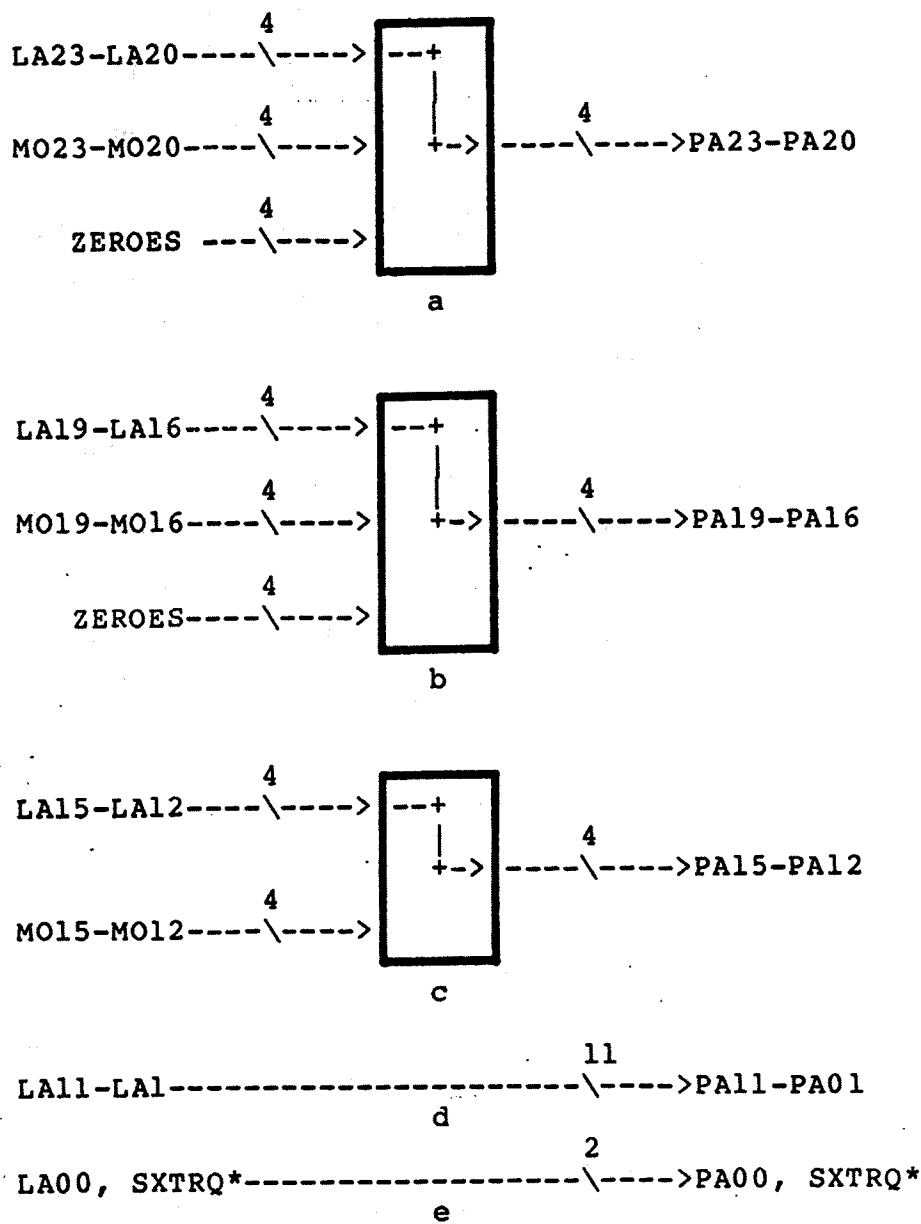 4
LA23-LA20----\----> --+
4 4
MO23-MO20----\----> +-> ----\---->PA23-PA20
4
ZEROES ---\---->
a
4
LA19-LA16----\----> --+
4 4
MO19-MO16----\----> +-> ----\---->PA19-PA16
4
ZEROES----\---->
b
4
LA15-LA12----\----> --+
4
+-> ----\---->PA15-PA12
4
MO15-MO12----\---->
c
11
LA11-LA1----------------------\---->PA11-PA01
d
2
LA00, SXTRQ*------------------\---->PA00, SXTRQ*
e